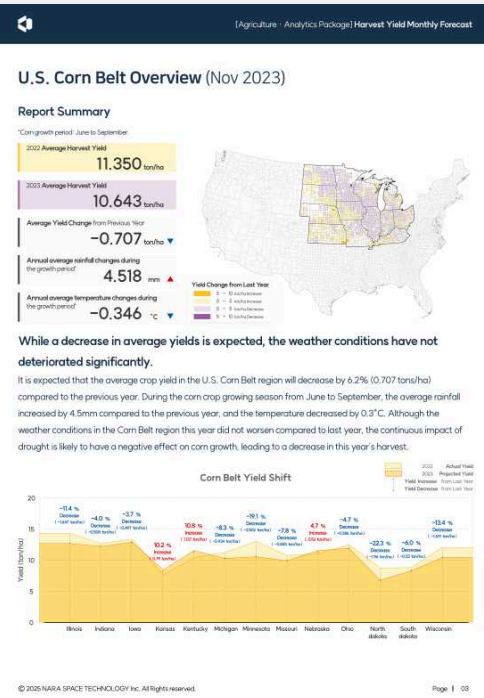 [Agriculture · Analytics Package] Harvest Yield Monthly Forecast
U.S. Corn Belt Overview (Nov 2023)
Report Summary
*Corn growth period: June to September.
2022 Average Harvest Yield
11.350 ton/ha
2023 Average Harvest Yield
10.643 ton/ha
Average Yield Change from Previous Year
-0.707 ton/ha ▼
Annual average rainfall changes during
the growth period*
4.518 mm ▲
Annual average temperature changes during
the growth period*
-0.346 °C ▼
Yield Change from Last Year
While a decrease in average yields is expected, the weather conditions have not
deteriorated significantly.
It is expected that the average crop yield in the U.S. Corn Belt region will decrease by 6.2% (0.707 tons/ha)
compared to the previous year. During the corn crop growing season from June to September, the average rainfall
increased by 4.5mm compared to the previous year, and the temperature decreased by 0.3°C. Although the
weather conditions in the Corn Belt region this year did not worsen compared to last year, the continuous impact of
drought is likely to have a negative effect on corn growth, leading to a decrease in this year's harvest.
Corn Belt Yield Shift
2022 Actual Yield
2023 Projected Yield
Yield Increase from Last Year
Yield Decrease from Last Year
Yield (ton/ha)
20
15
10
5
0
-11.4 %
Decrease
-4.0 %
Decrease
-3.7 %
Decrease
10.2 %
Increase
10.8 %
Increase
-8.3 %
Decrease
-19.1 %
Decrease
-7.8 %
Decrease
4.7 %
Increase
-4.7 %
Decrease
-22.3 %
Decrease
-6.0 %
Decrease
-13.4 %
Decrease
Illinois Indiana Iowa Kansas Kentucky Michigan Minnesota Missouri Nebraska Ohio North dakota South dakota Wisconsin
© 2025 NARA SPACE TECHNOLOGY Inc. All Rights reserved.
Page | 03